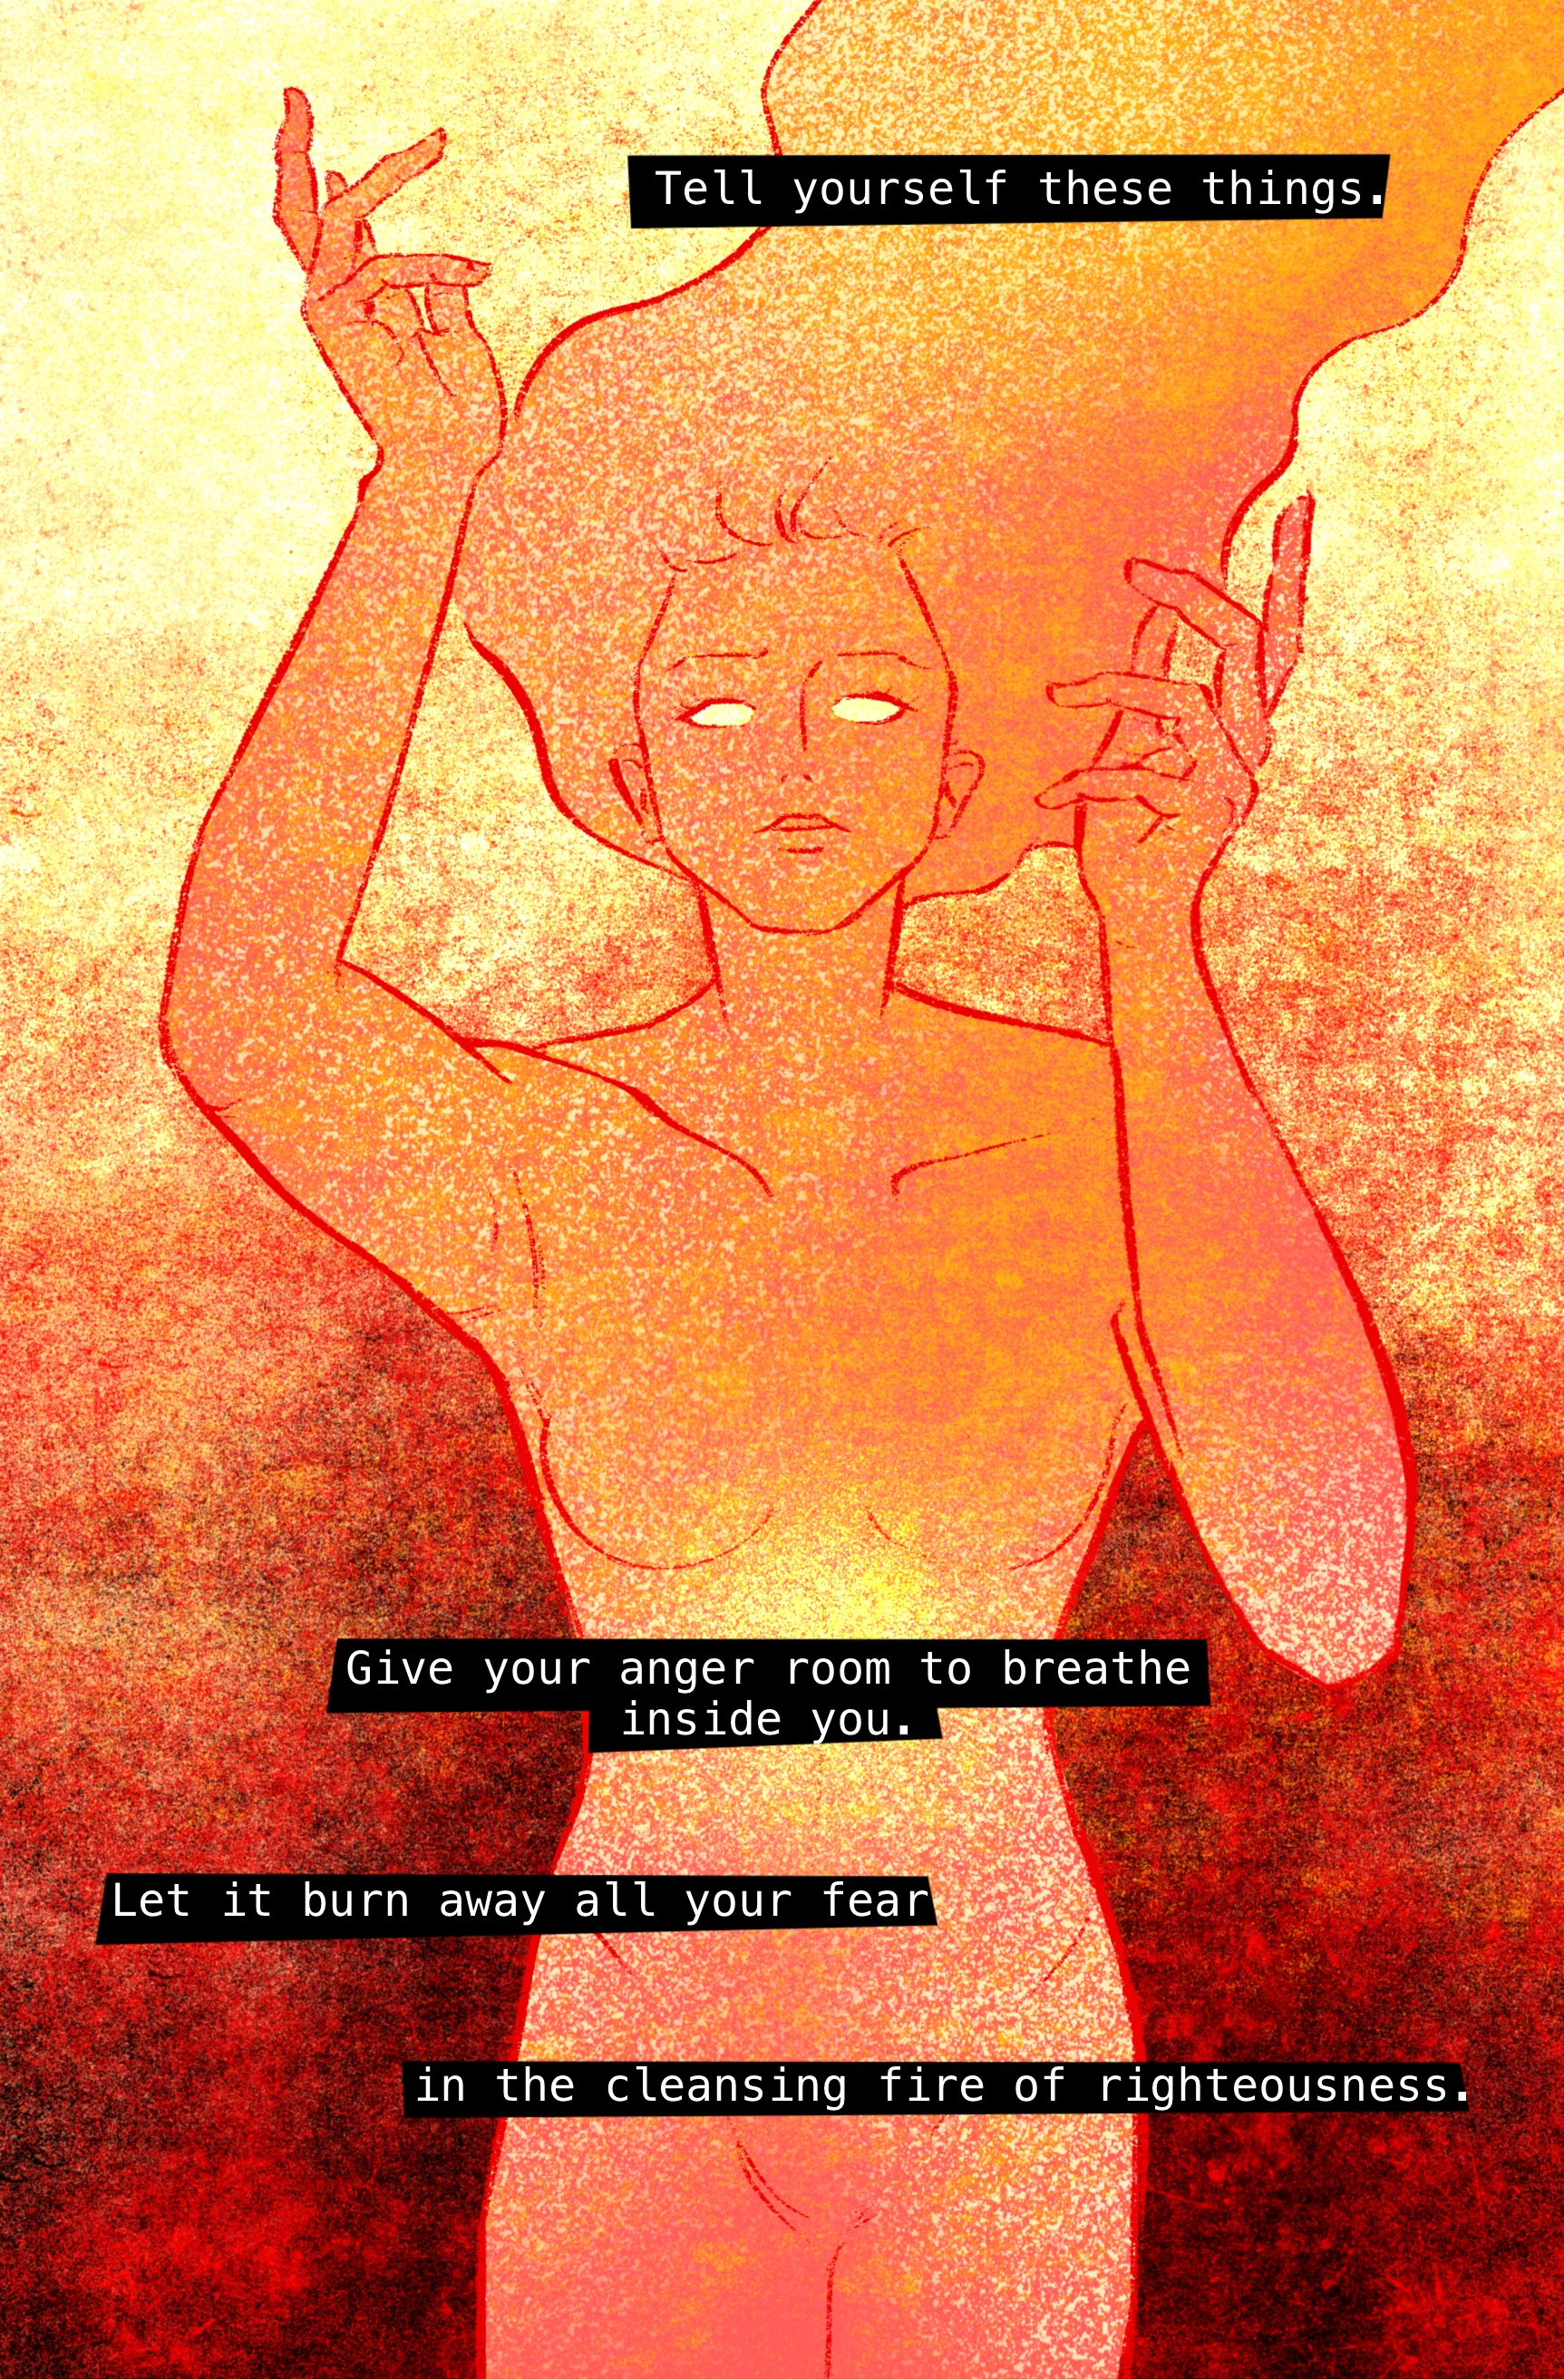 Tell yourself these things.
Give your anger room to breathe
inside you.
Let it burn away all your fear
in the cleansing fire of righteousness.